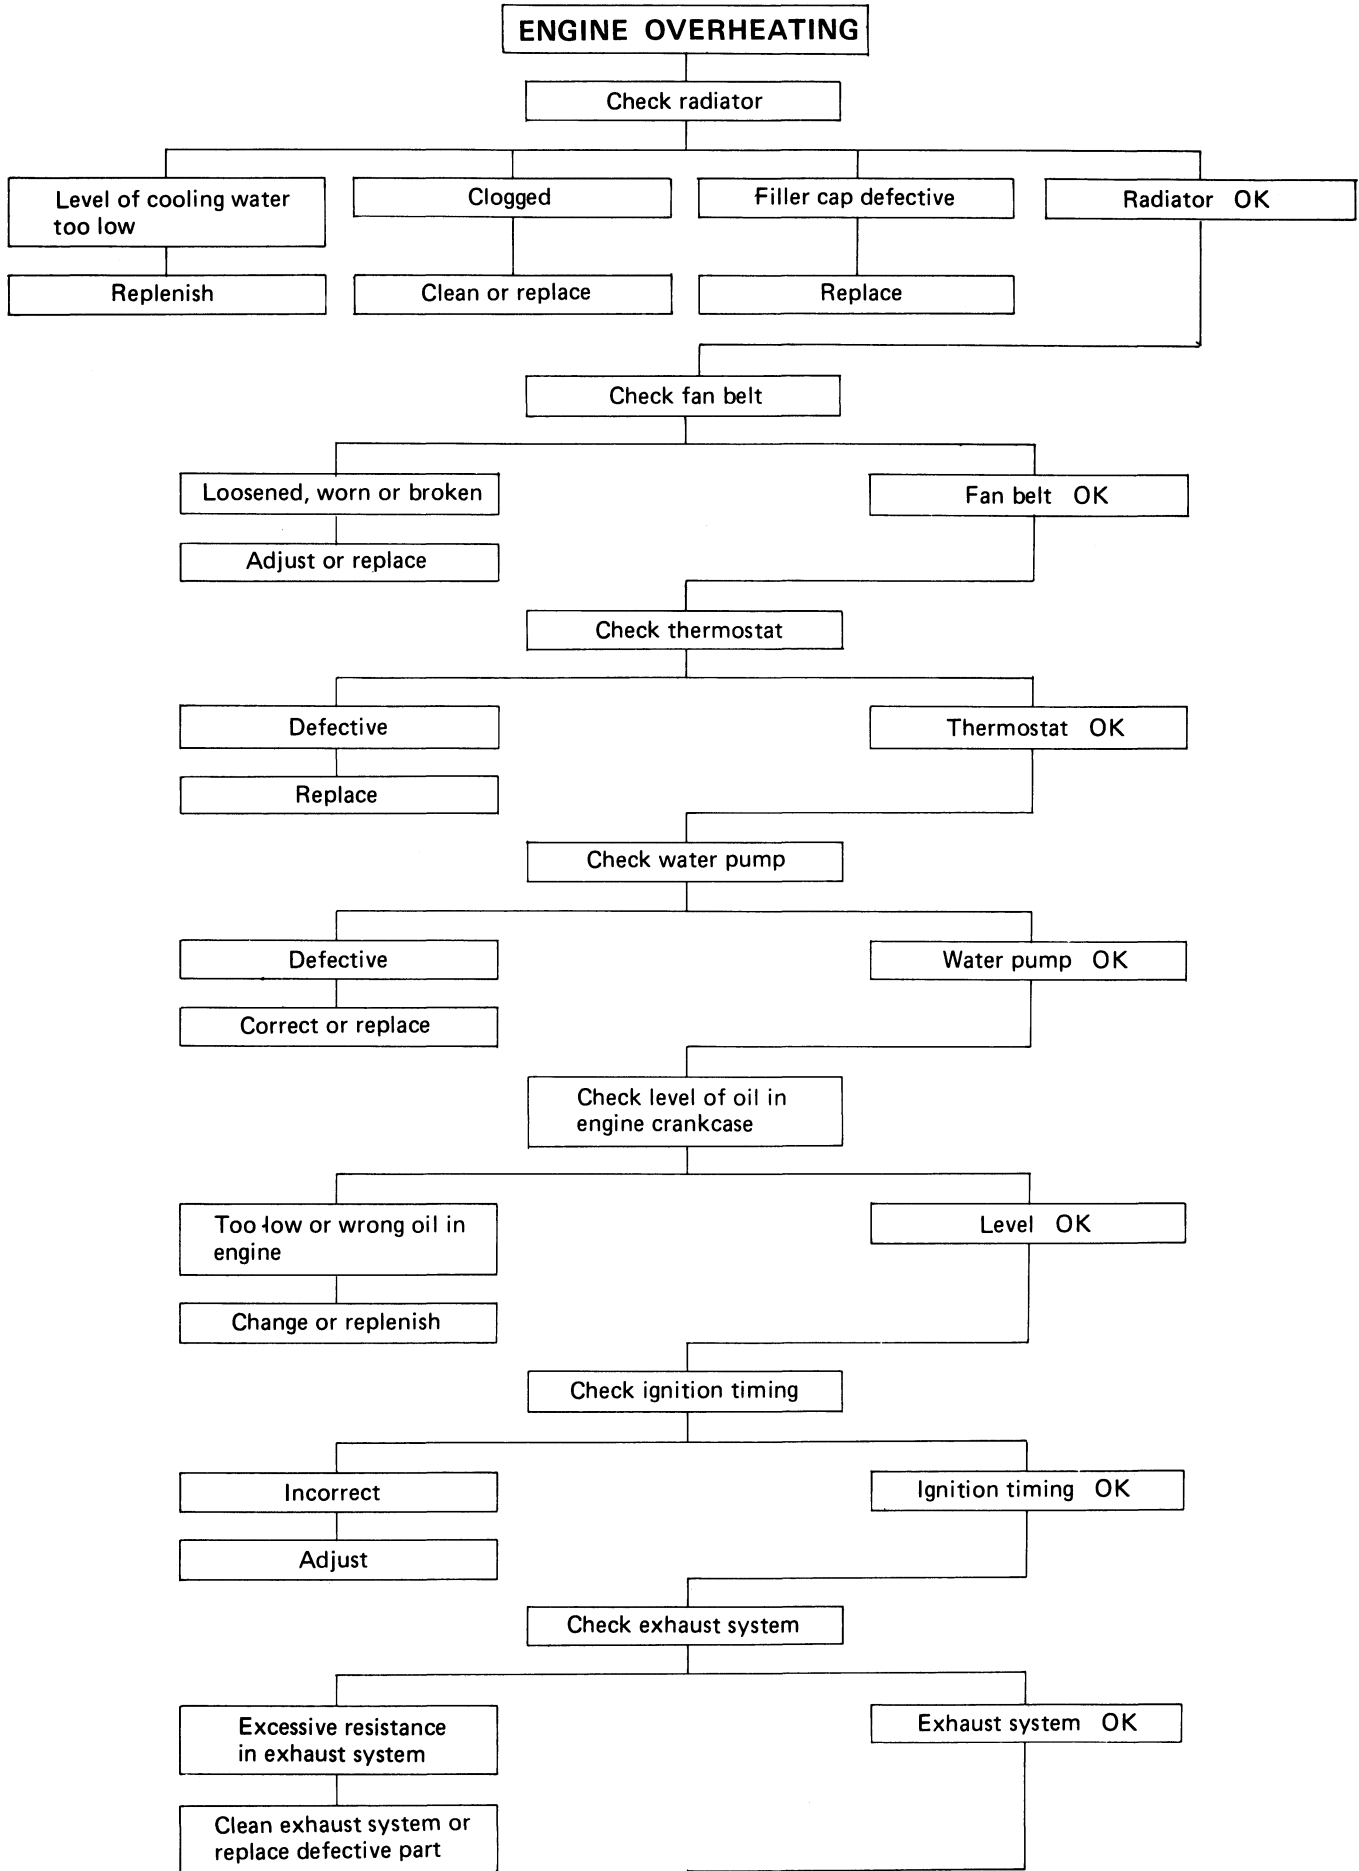 ENGINE OVERHEATING
Check radiator
Level of cooling water
too low
Clogged
Filler cap defective
Radiator OK
Replenish
Clean or replace
Replace
Check fan belt
Loosened, worn or broken
Fan belt OK
Adjust or replace
Check thermostat
Defective
Thermostat OK
Replace
Check water pump
Defective
Water pump OK
Correct or replace
Check level of oil in
engine crankcase
Too low or wrong oil in
engine
Level OK
Change or replenish
Check ignition timing
Incorrect
Ignition timing OK
Adjust
Check exhaust system
Excessive resistance
in exhaust system
Exhaust system OK
Clean exhaust system or
replace defective part